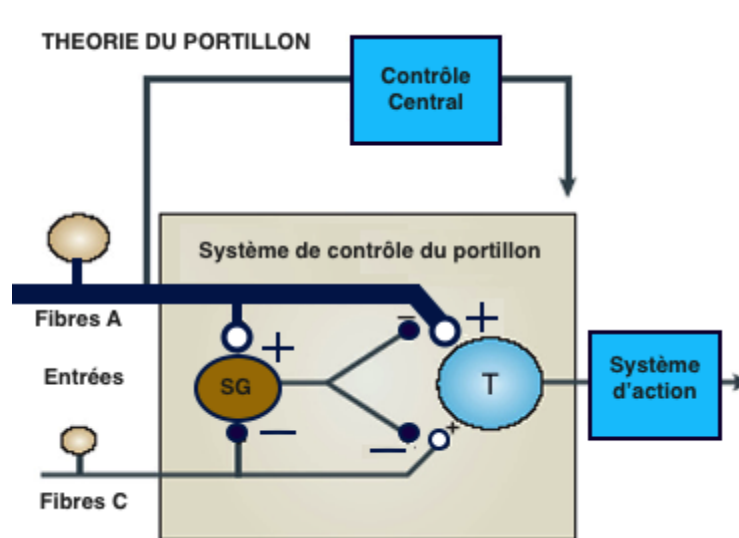 THEORIE DU PORTILLON
Contrôle
Central
Système de contrôle du portillon
Fibres A
+
−
+
Entrées
SG
T
Système
d'action
−
−
+
Fibres C